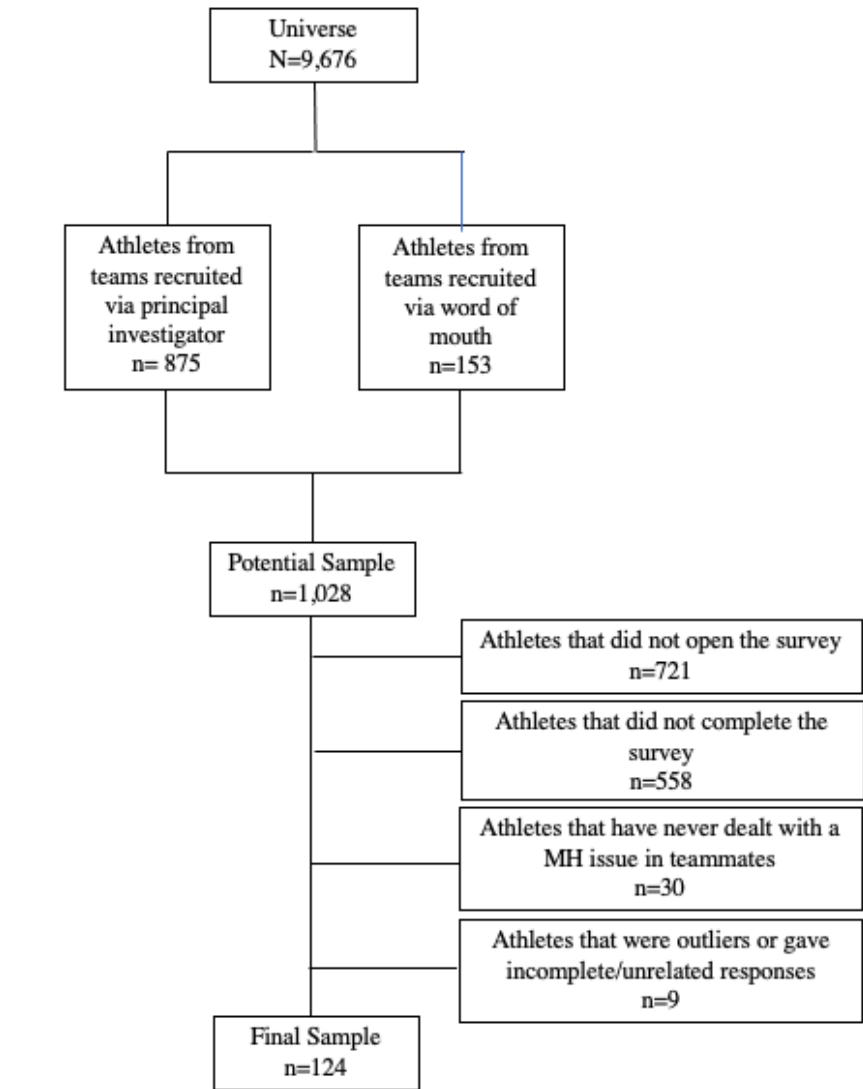 Universe
N=9,676
Athletes from
teams recruited
via principal
investigator
n= 875
Athletes from
teams recruited
via word of
mouth
n=153
Potential Sample
n=1,028
Athletes that did not open the survey
n=721
Athletes that did not complete the
survey
n=558
Athletes that have never dealt with a
MH issue in teammates
n=30
Athletes that were outliers or gave
incomplete/unrelated responses
n=9
Final Sample
n=124